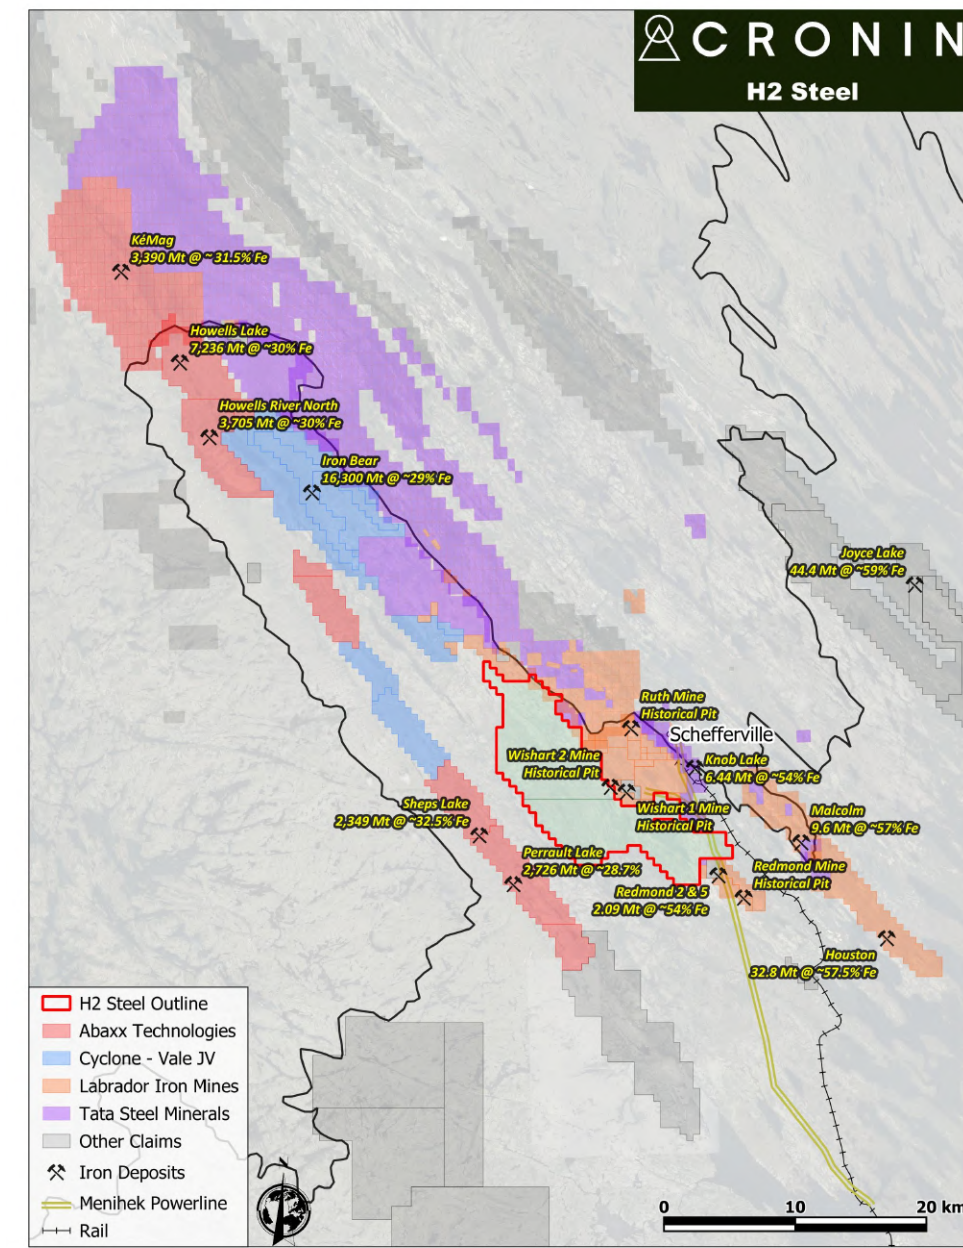 CRONIN
H2 Steel
KéMag
3,390 Mt @ ~ 31.5% Fe
Howells Lake
7,236 Mt @ ~30% Fe
Howells River North
3,705 Mt @ ~30% Fe
Iron Bear
16,300 Mt @ ~29% Fe
Joyce Lake
44.4 Mt @ ~59% Fe
Ruth Mine
Historical Pit
Schefferville
Wishart 2 Mine
Historical Pit
Knob Lake
6.44 Mt @ ~54% Fe
Sheps Lake
2,349 Mt @ ~32.5% Fe
Wishart 1 Mine
Historical Pit
Malcolm
9.6 Mt @ ~57% Fe
Perrault Lake
2,726 Mt @ ~28.7%
Redmond Mine
Historical Pit
Redmond 2 & 5
2.09 Mt @ ~54% Fe
Houston
32.8 Mt @ ~57.5% Fe
H2 Steel Outline
Abaxx Technologies
Cyclone - Vale JV
Labrador Iron Mines
Tata Steel Minerals
Other Claims
Iron Deposits
Menihek Powerline
Rail
0 10 20 km